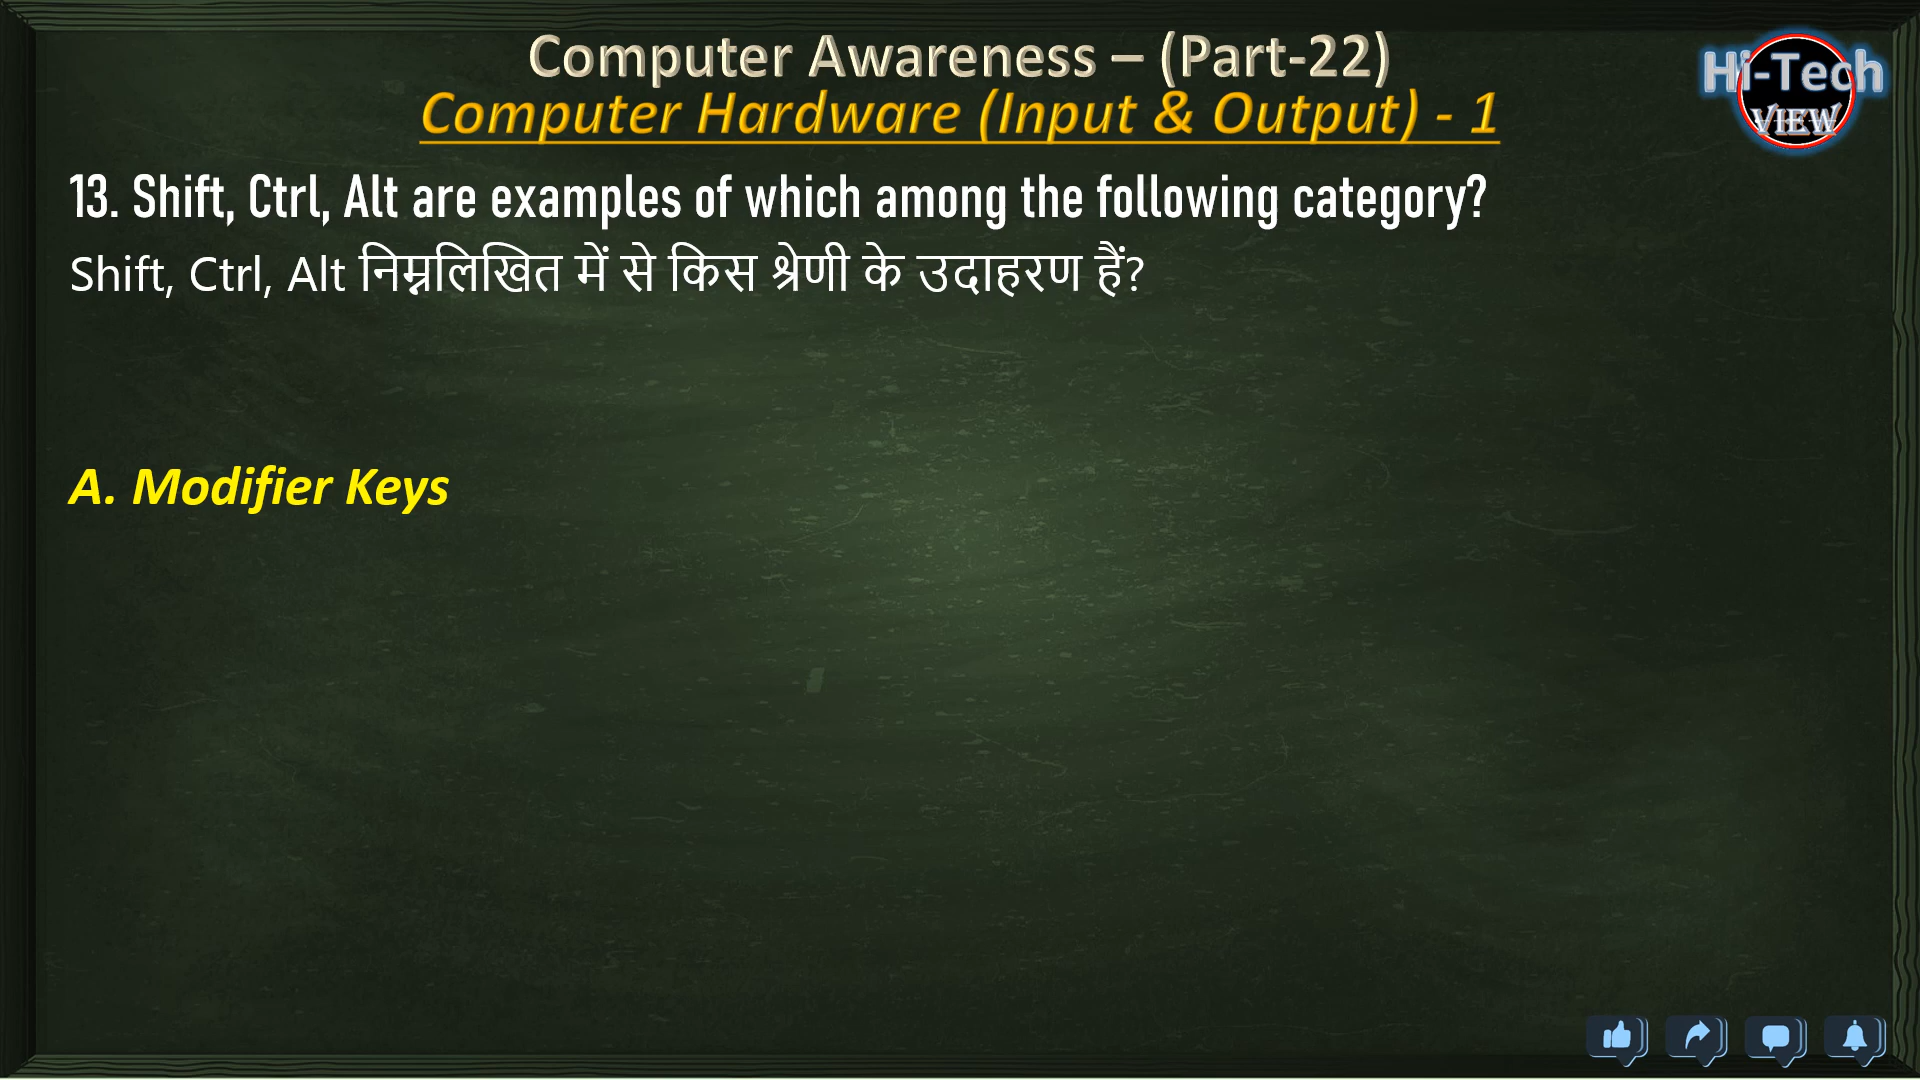 Computer Awareness – (Part-22)
Computer Hardware (Input & Output) - 1
Hi-Tech
VIEW
13. Shift, Ctrl, Alt are examples of which among the following category?
Shift, Ctrl, Alt निम्नलिखित में से किस श्रेणी के उदाहरण हैं?
A. Modifier Keys